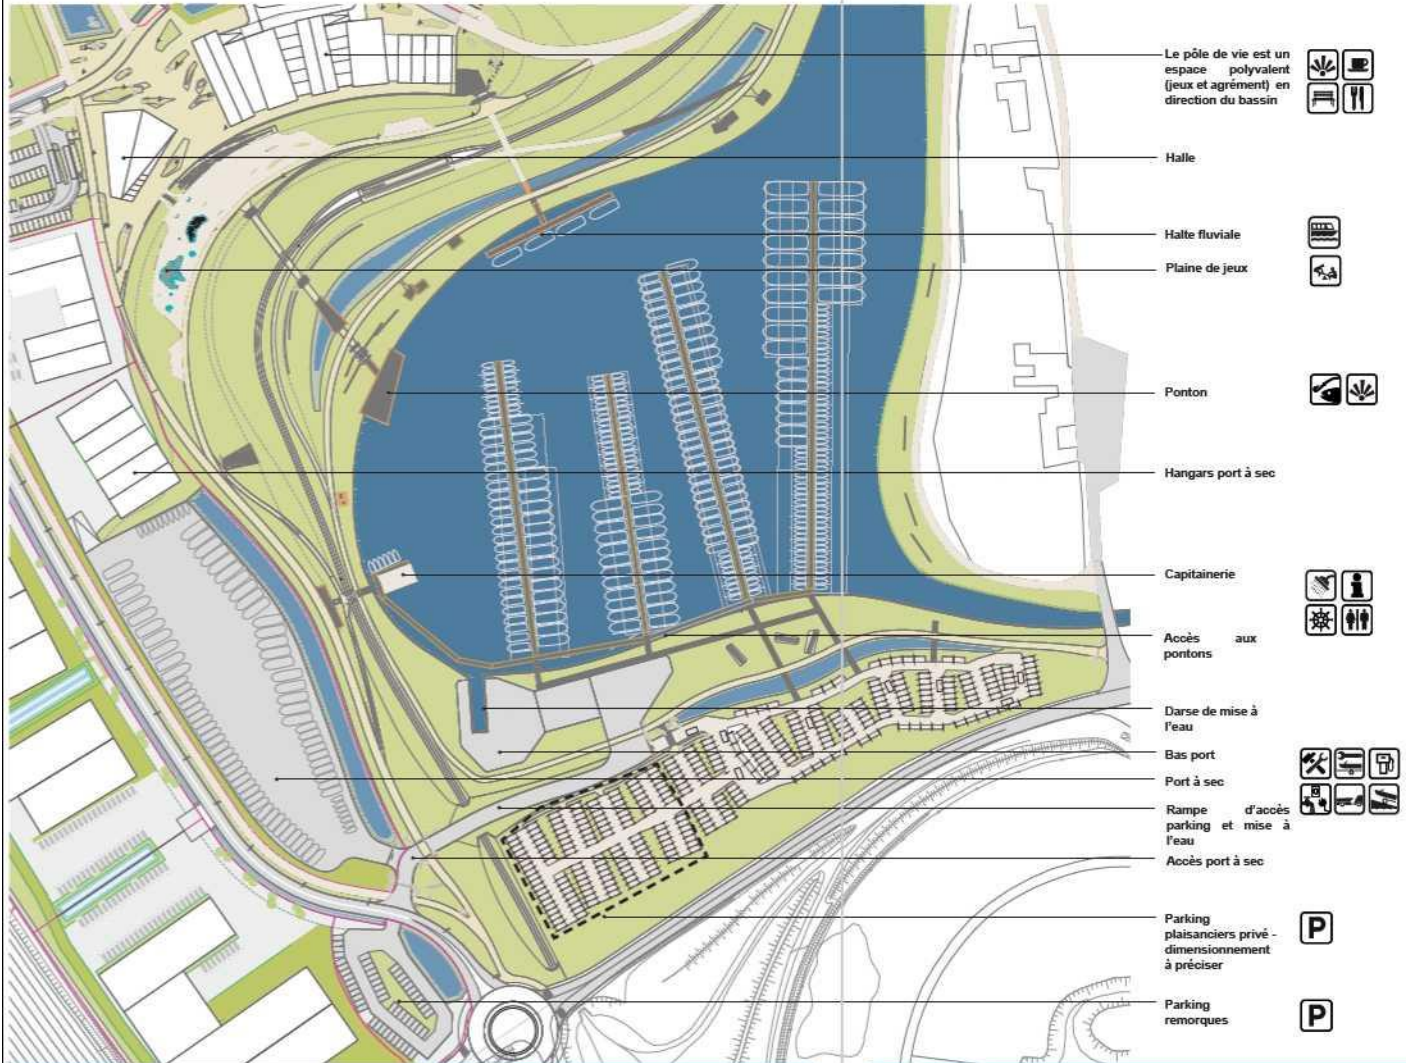 Le pôle de vie est un
espace polyvalent
(jeux et agrément) en
direction du bassin
Halle
Halte fluviale
Plaine de jeux
Ponton
Hangars port à sec
Capitainerie
Accès aux
pontons
Darse de mise à
l'eau
Bas port
Port à sec
Rampe d'accès
parking et mise à
l'eau
Accès port à sec
Parking
plaisanciers privé -
dimensionnement
à préciser
P
Parking
remorques
P